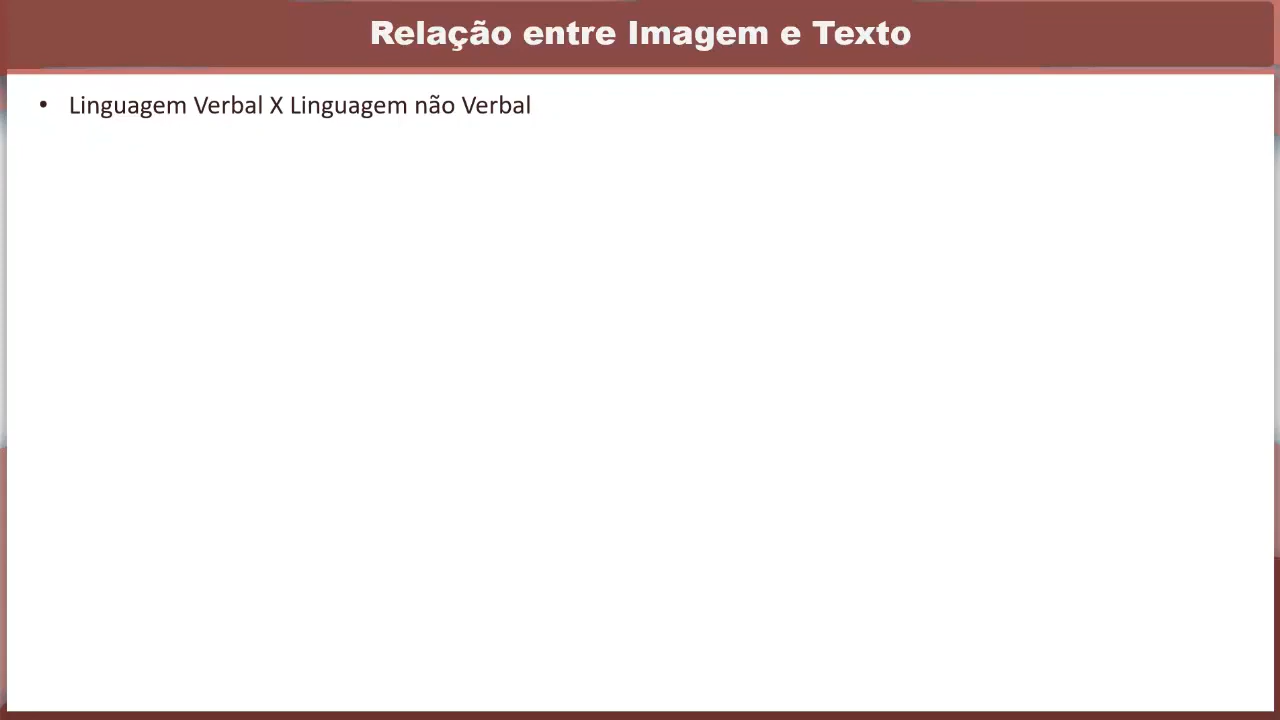 Relação entre Imagem e Texto
• Linguagem Verbal X Linguagem não Verbal